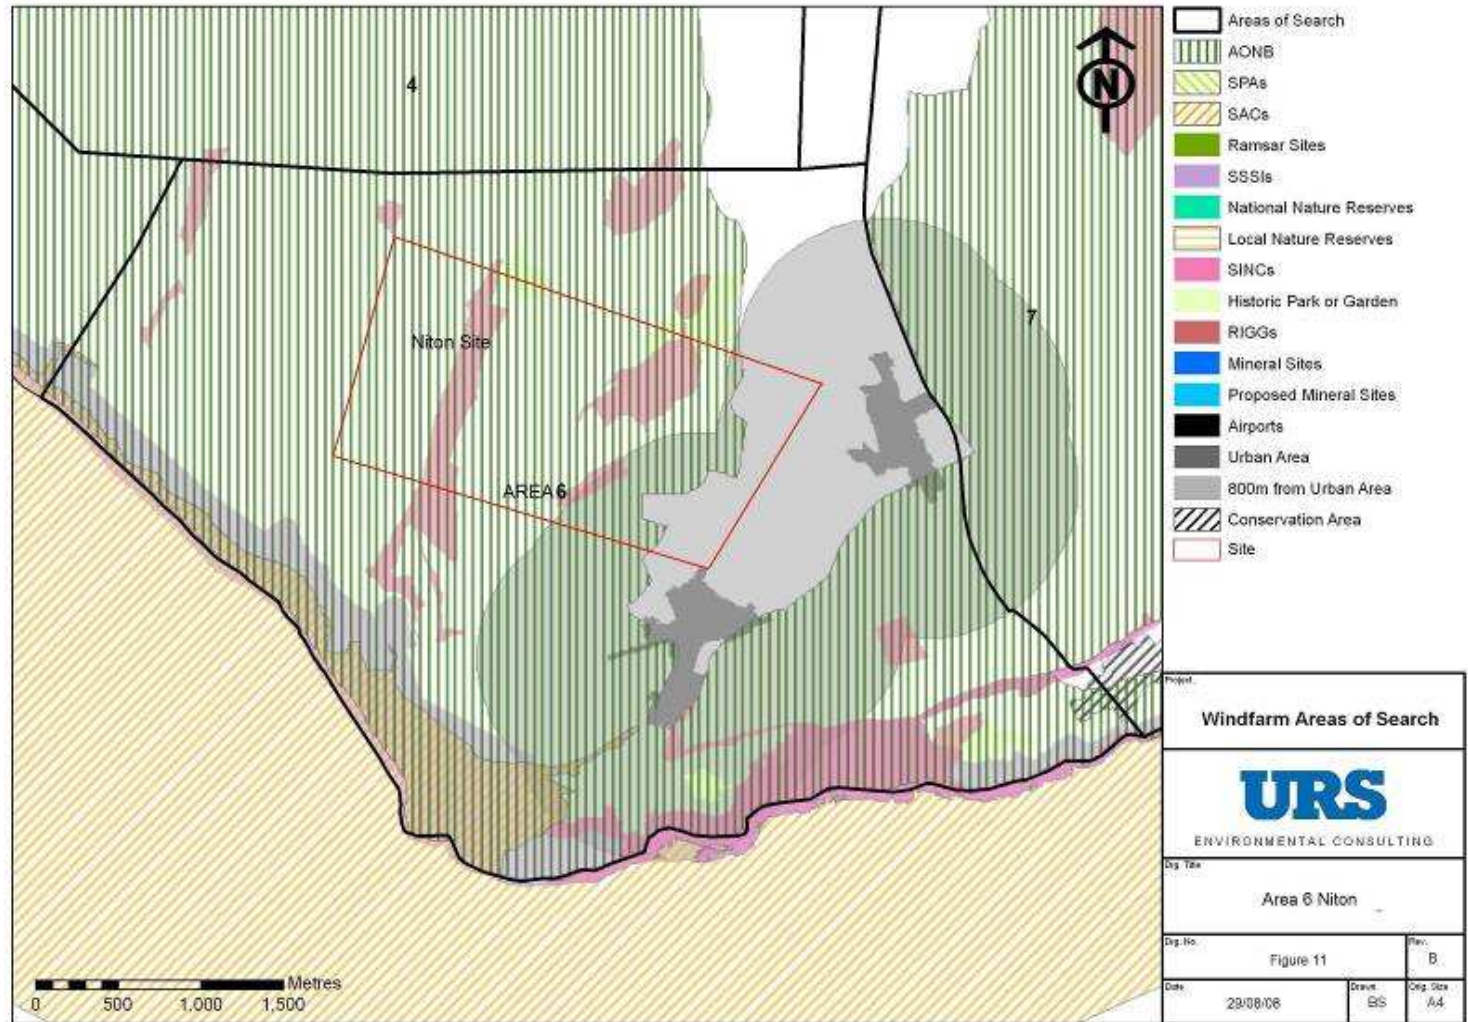 4
N
Niton Site
7
AREA 6
Metres
0 500 1,000 1,500
Areas of Search
AONB
SPAs
SACs
Ramsar Sites
SSSIs
National Nature Reserves
Local Nature Reserves
SINCs
Historic Park or Garden
RIGGs
Mineral Sites
Proposed Mineral Sites
Airports
Urban Area
800m from Urban Area
Conservation Area
Site
Project.
Windfarm Areas of Search
URS
ENVIRONMENTAL CONSULTING
Drg. Title
Area 6 Niton
Drg. No.
Figure 11
Rev.
B
Date
29/08/08
Drawn
BS
Orig. Size
A4